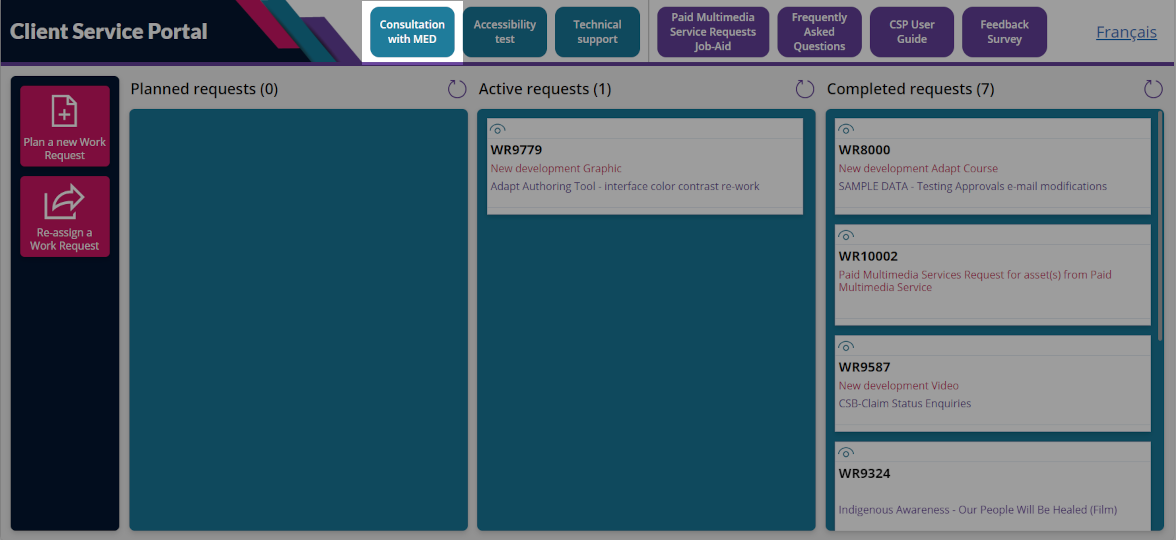 Client Service Portal
Consultation
with MED
Accessibility
test
Technical
support
Paid Multimedia
Service Requests
Job-Aid
Frequently
Asked
Questions
CSP User
Guide
Feedback
Survey
Français
Plan a new Work
Request
Re-assign a
Work Request
Planned requests (0)
Active requests (1)
WR9779
New development Graphic
Adapt Authoring Tool - interface color contrast re-work
Completed requests (7)
WR8000
New development Adapt Course
SAMPLE DATA - Testing Approvals e-mail modifications
WR10002
Paid Multimedia Services Request for asset(s) from Paid
Multimedia Service
WR9587
New development Video
CSB-Claim Status Enquiries
WR9324
Indigenous Awareness - Our People Will Be Healed (Film)